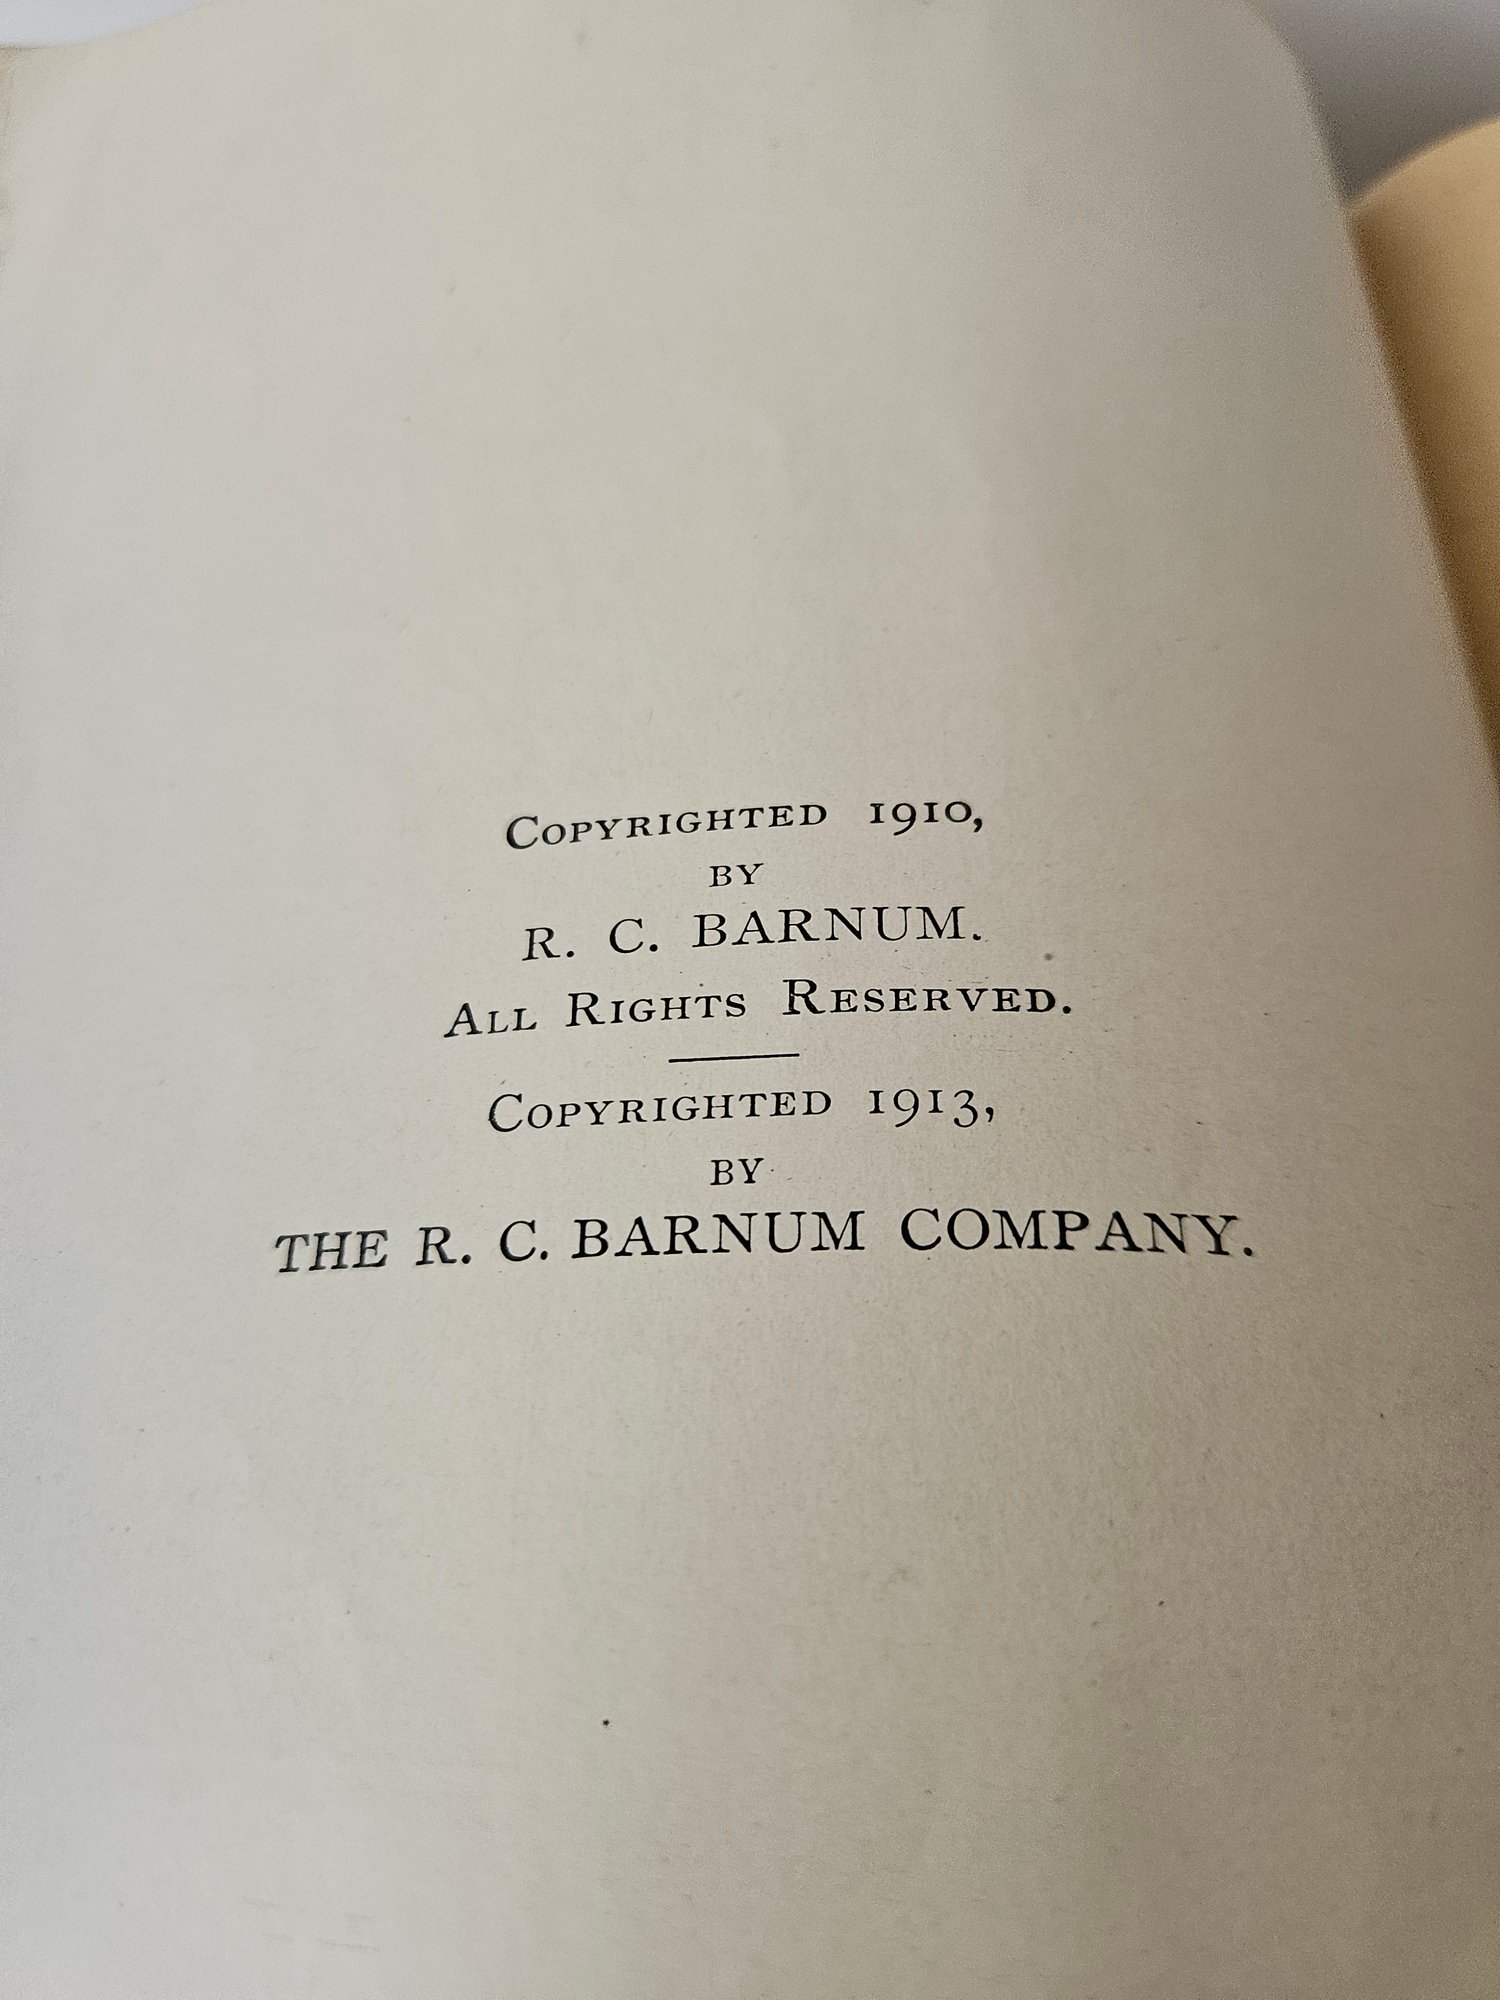 COPYRIGHTED 1910,
BY
R. C. BARNUM.
ALL RIGHTS RESERVED.
COPYRIGHTED 1913,
BY
THE R. C. BARNUM COMPANY.